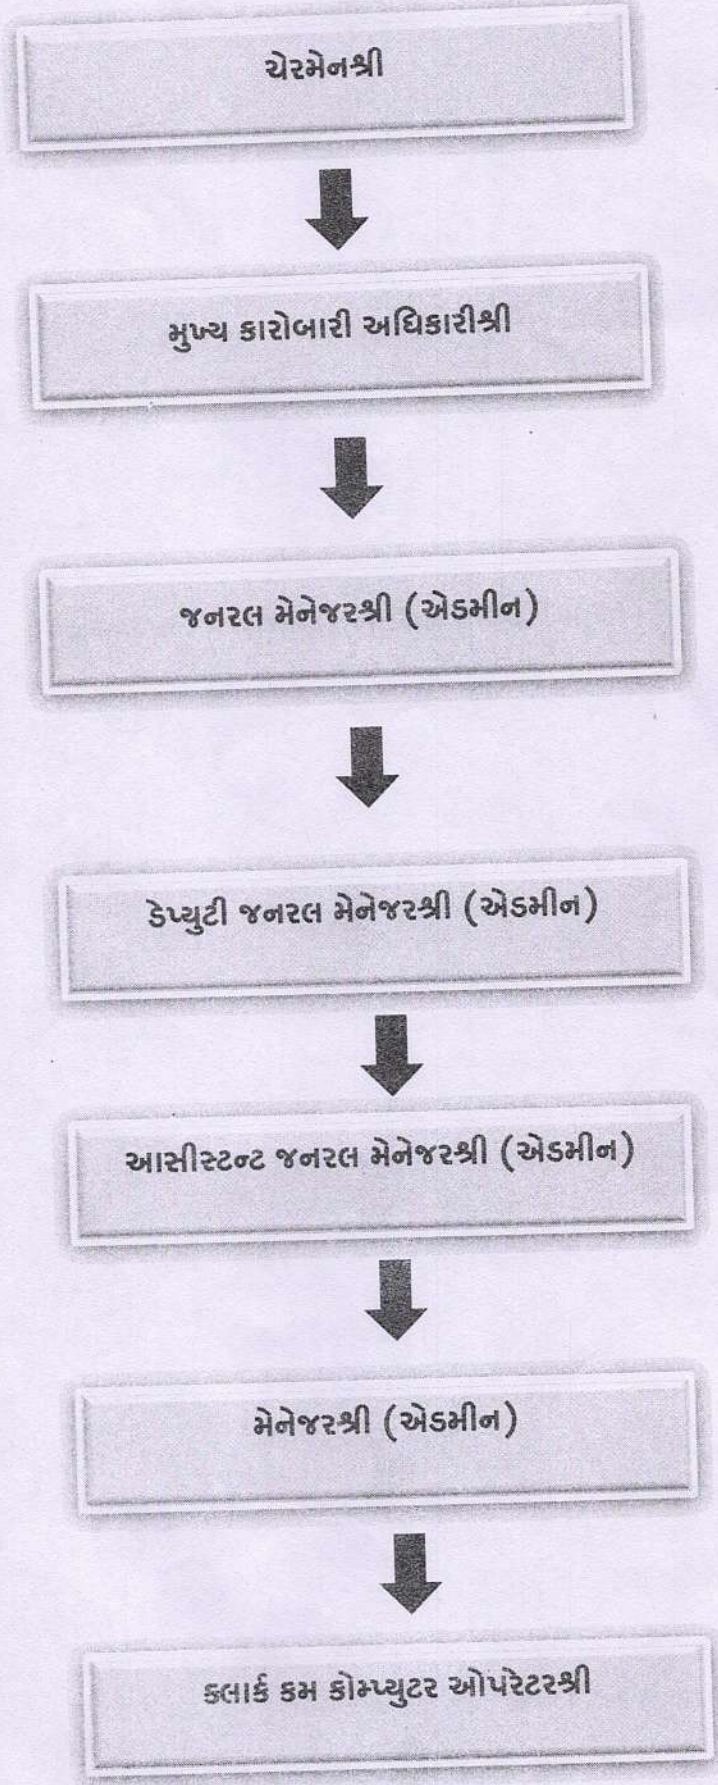 ચેરમેનશ્રી
મુખ્ય કારોબારી અધિકારીશ્રી
જનરલ મેનેજરશ્રી (એડમીન)
ડેપ્યુટી જનરલ મેનેજરશ્રી (એડમીન)
આસીસ્ટન્ટ જનરલ મેનેજરશ્રી (એડમીન)
મેનેજરશ્રી (એડમીન)
કલાર્ક કમ કોમ્પ્યુટર ઓપરેટરશ્રી